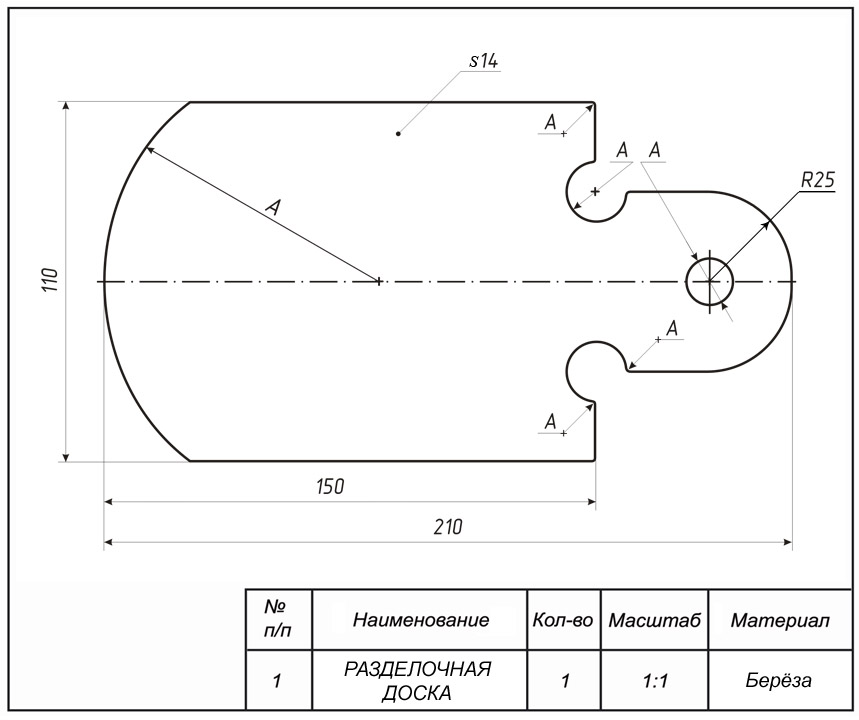 s14
A
A A
R25
A
110
A
A
150
210
№ п/п
Наименование
Кол-во
Масштаб
Материал
1
РАЗДЕЛОЧНАЯ
ДОСКА
1
1:1
Берёза